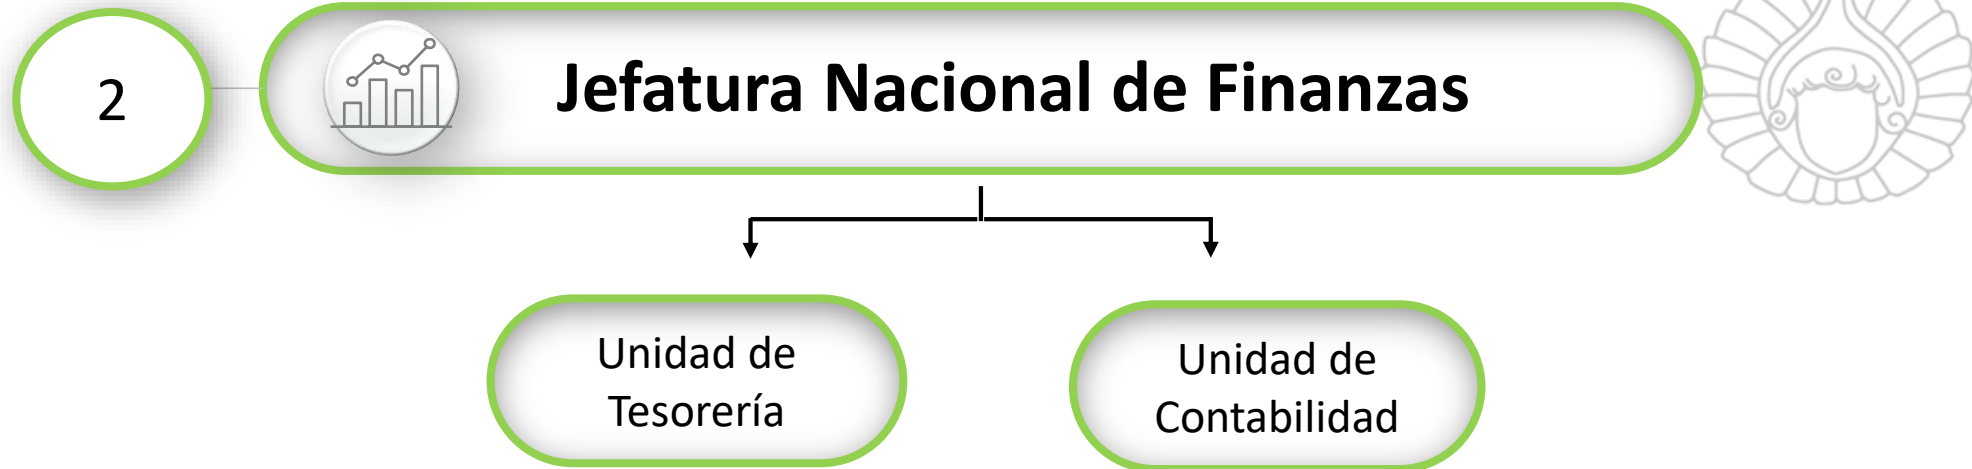 2
Jefatura Nacional de Finanzas
Unidad de
Tesorería
Unidad de
Contabilidad